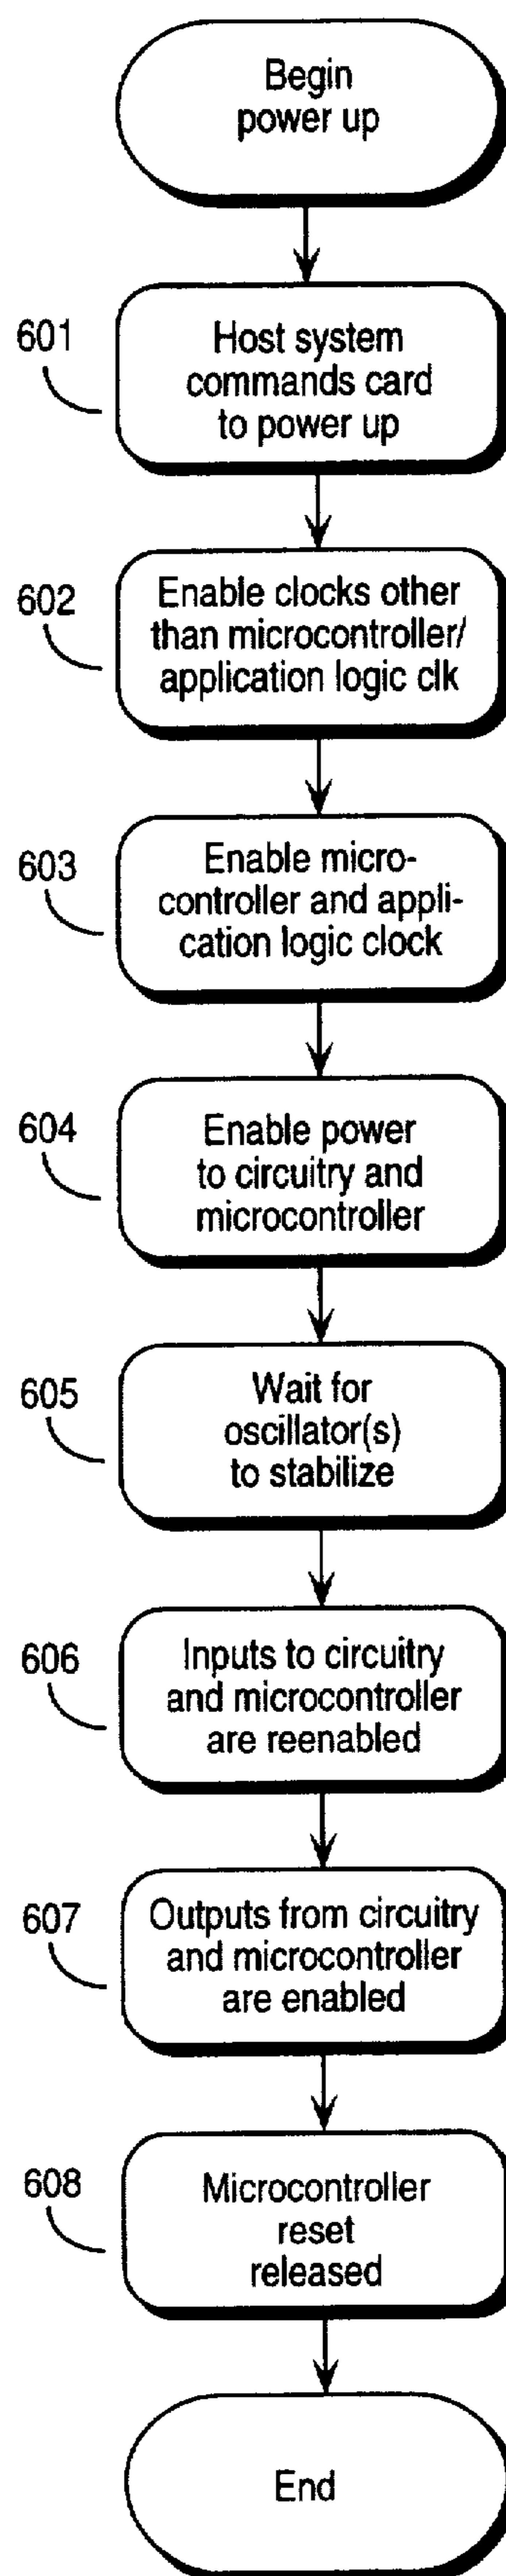 Begin
power up
601
Host system
commands card
to power up
602
Enable clocks other
than microcontroller/
application logic clk
603
Enable micro-
controller and appli-
cation logic clock
604
Enable power
to circuitry and
microcontroller
605
Wait for
oscillator(s)
to stabilize
606
Inputs to circuitry
and microcontroller
are reenabled
607
Outputs from circuitry
and microcontroller
are enabled
608
Microcontroller
reset
released
End